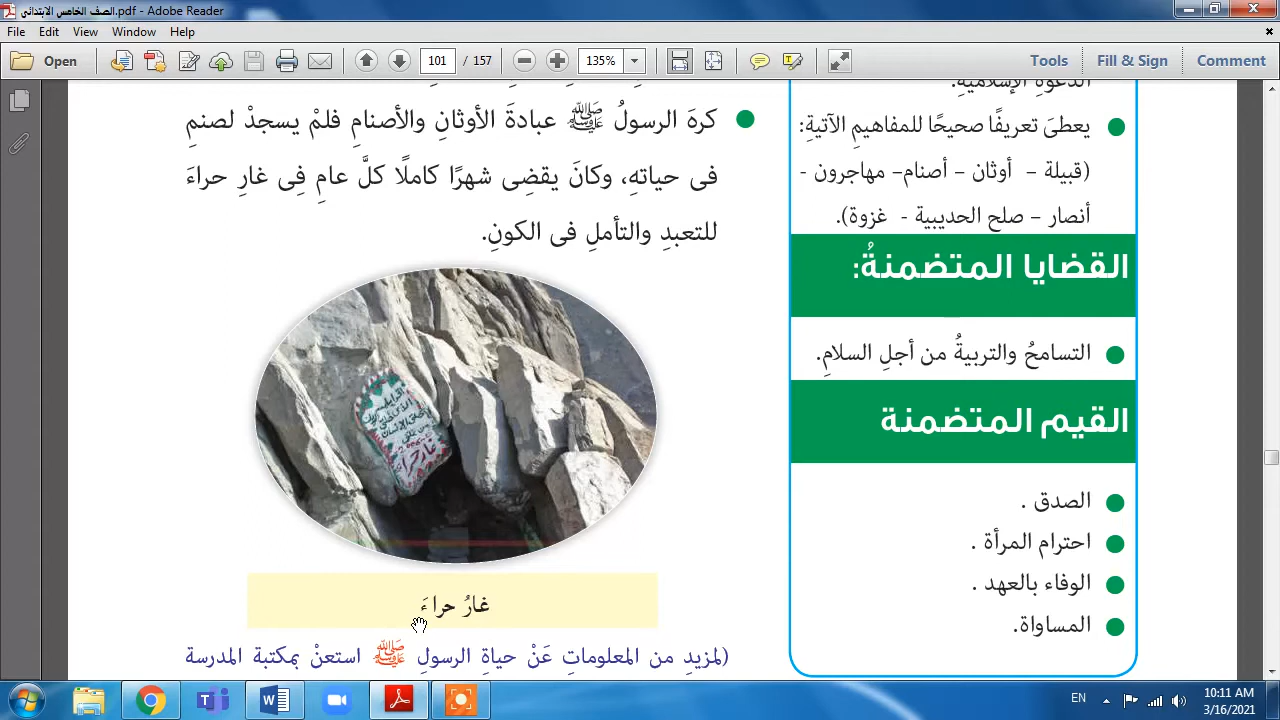 الصف الخامس الابتدائي.pdf - Adobe Reader
File Edit View Window Help
Open 101 / 157 135% Tools Fill & Sign Comment
كرهَ الرسولُ ﷺ عبادةَ الأوثانِ والأصنامِ فلمْ يسجدْ لصنمِ
فى حياتهِ، وكانَ يقضِى شهرًا كاملًا كلَّ عامِ فِى غارِ حراءَ
للتعبدِ والتأملِ فى الكونِ.
غار حراء
غارُ حراءَ
(لمزيدِ من المعلوماتِ عَنْ حياةِ الرسولِ ﷺ استعنْ بمكتبة المدرسة
الدعوةِ الإسلاميةِ.
يعطىَ تعريفًا صحيحًا للمفاهيمِ الآتيةِ:
(قبيلة – أوثان – أصنام– مهاجرون -
أنصار – صلح الحديبية - غزوة).
القضايا المتضمنةُ:
التسامحُ والتربيةُ من أجلِ السلامِ.
القيم المتضمنة
الصدق .
احترام المرأة .
الوفاء بالعهد .
المساواة.
EN
10:11 AM
3/16/2021